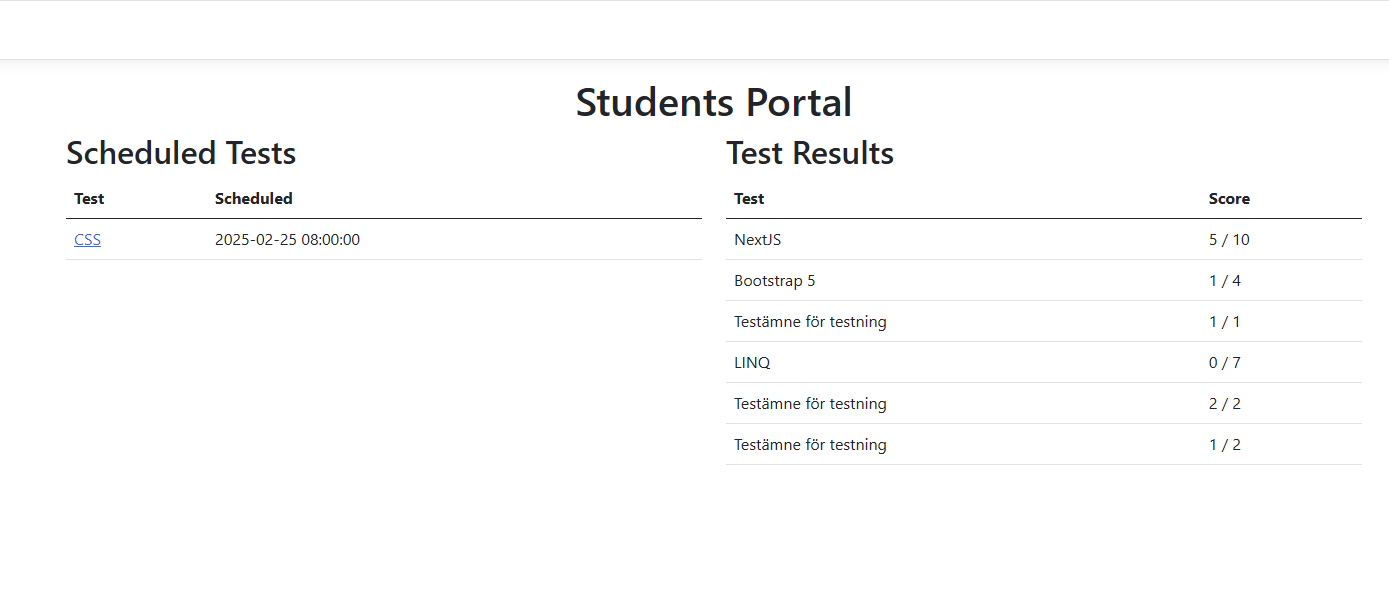 Students Portal
Scheduled Tests
Test Scheduled
CSS 2025-02-25 08:00:00
Test Results
Test Score
NextJS 5 / 10
Bootstrap 5 1 / 4
Testämne för testning 1 / 1
LINQ 0 / 7
Testämne för testning 2 / 2
Testämne för testning 1 / 2